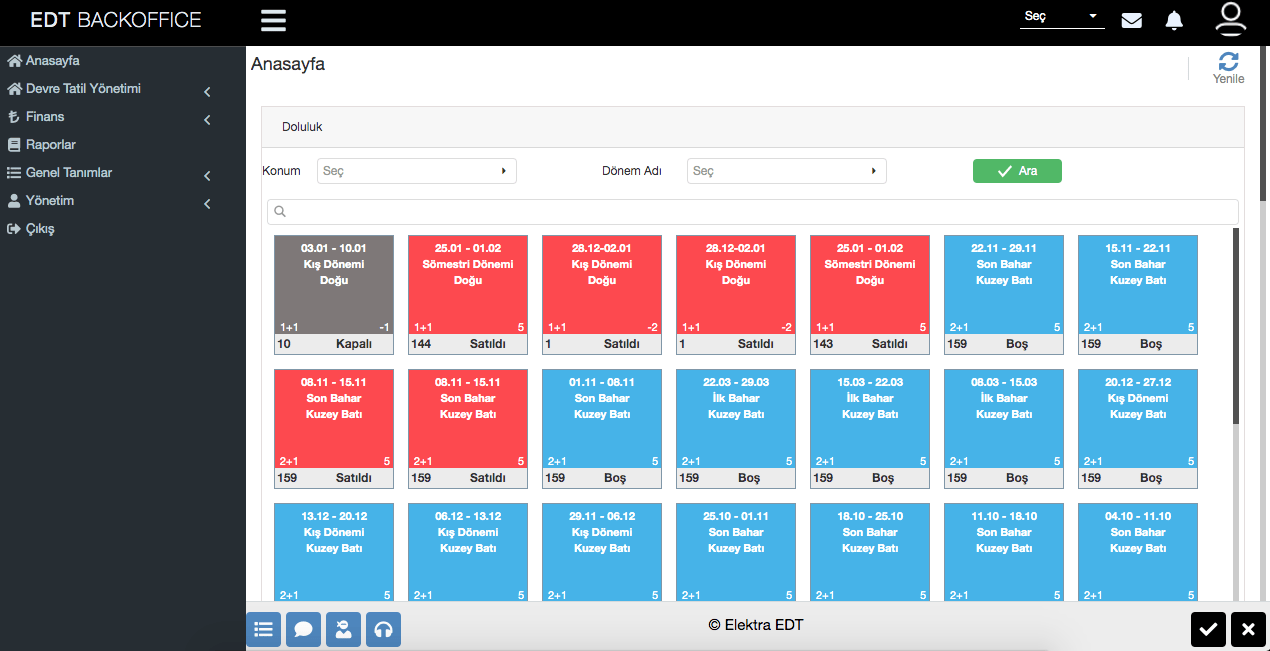 EDT BACKOFFICE
Seç
Anasayfa
Devre Tatil Yönetimi
Finans
Raporlar
Genel Tanımlar
Yönetim
Çıkış
Anasayfa
Yenile
Doluluk
Konum Seç Dönem Adı Seç Ara
03.01 - 10.01 25.01 - 01.02 28.12-02.01 28.12-02.01 25.01 - 01.02 22.11 - 29.11 15.11 - 22.11
Kış Dönemi Sömestri Dönemi Kış Dönemi Kış Dönemi Sömestri Dönemi Son Bahar Son Bahar
Doğu Doğu Doğu Doğu Doğu Kuzey Batı Kuzey Batı
1+1 -1 1+1 5 1+1 -2 1+1 -2 1+1 5 2+1 5 2+1 5
10 Kapalı 144 Satıldı 1 Satıldı 1 Satıldı 143 Satıldı 159 Boş 159 Boş
08.11 - 15.11 08.11 - 15.11 01.11 - 08.11 22.03 - 29.03 15.03 - 22.03 08.03 - 15.03 20.12 - 27.12
Son Bahar Son Bahar Son Bahar İlk Bahar İlk Bahar İlk Bahar Kış Dönemi
Kuzey Batı Kuzey Batı Kuzey Batı Kuzey Batı Kuzey Batı Kuzey Batı Kuzey Batı
2+1 5 2+1 5 2+1 5 2+1 5 2+1 5 2+1 5 2+1 5
159 Satıldı 159 Satıldı 159 Boş 159 Boş 159 Boş 159 Boş 159 Boş
13.12 - 20.12 06.12 - 13.12 29.11 - 06.12 25.10 - 01.11 18.10 - 25.10 11.10 - 18.10 04.10 - 11.10
Kış Dönemi Kış Dönemi Kış Dönemi Son Bahar Son Bahar Son Bahar Son Bahar
Kuzey Batı Kuzey Batı Kuzey Batı Kuzey Batı Kuzey Batı Kuzey Batı Kuzey Batı
2+1 5 2+1 5 2+1 5 2+1 5 2+1 5 2+1 5 2+1 5
© Elektra EDT